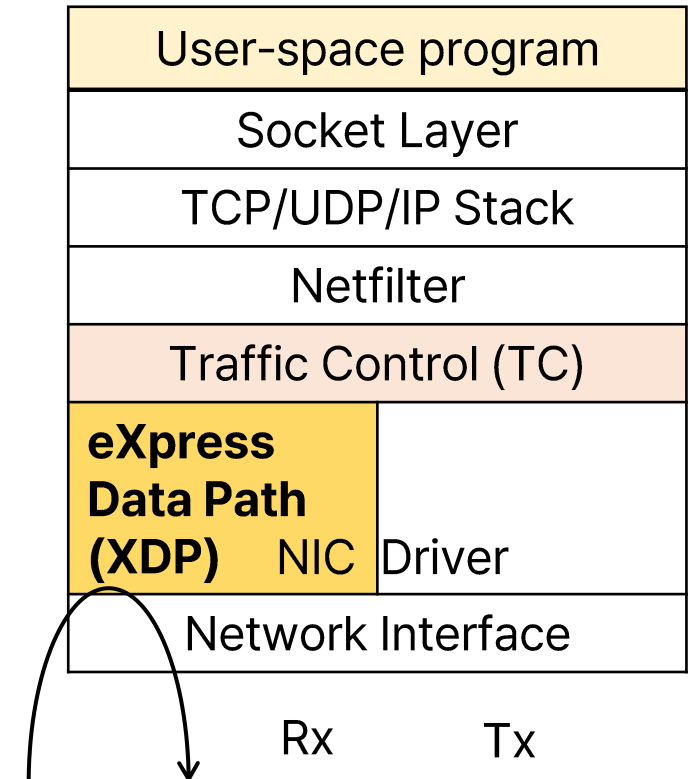 User-space program
Socket Layer
TCP/UDP/IP Stack
Netfilter
Traffic Control (TC)
eXpress
Data Path
(XDP) NIC Driver
Network Interface
Rx Tx